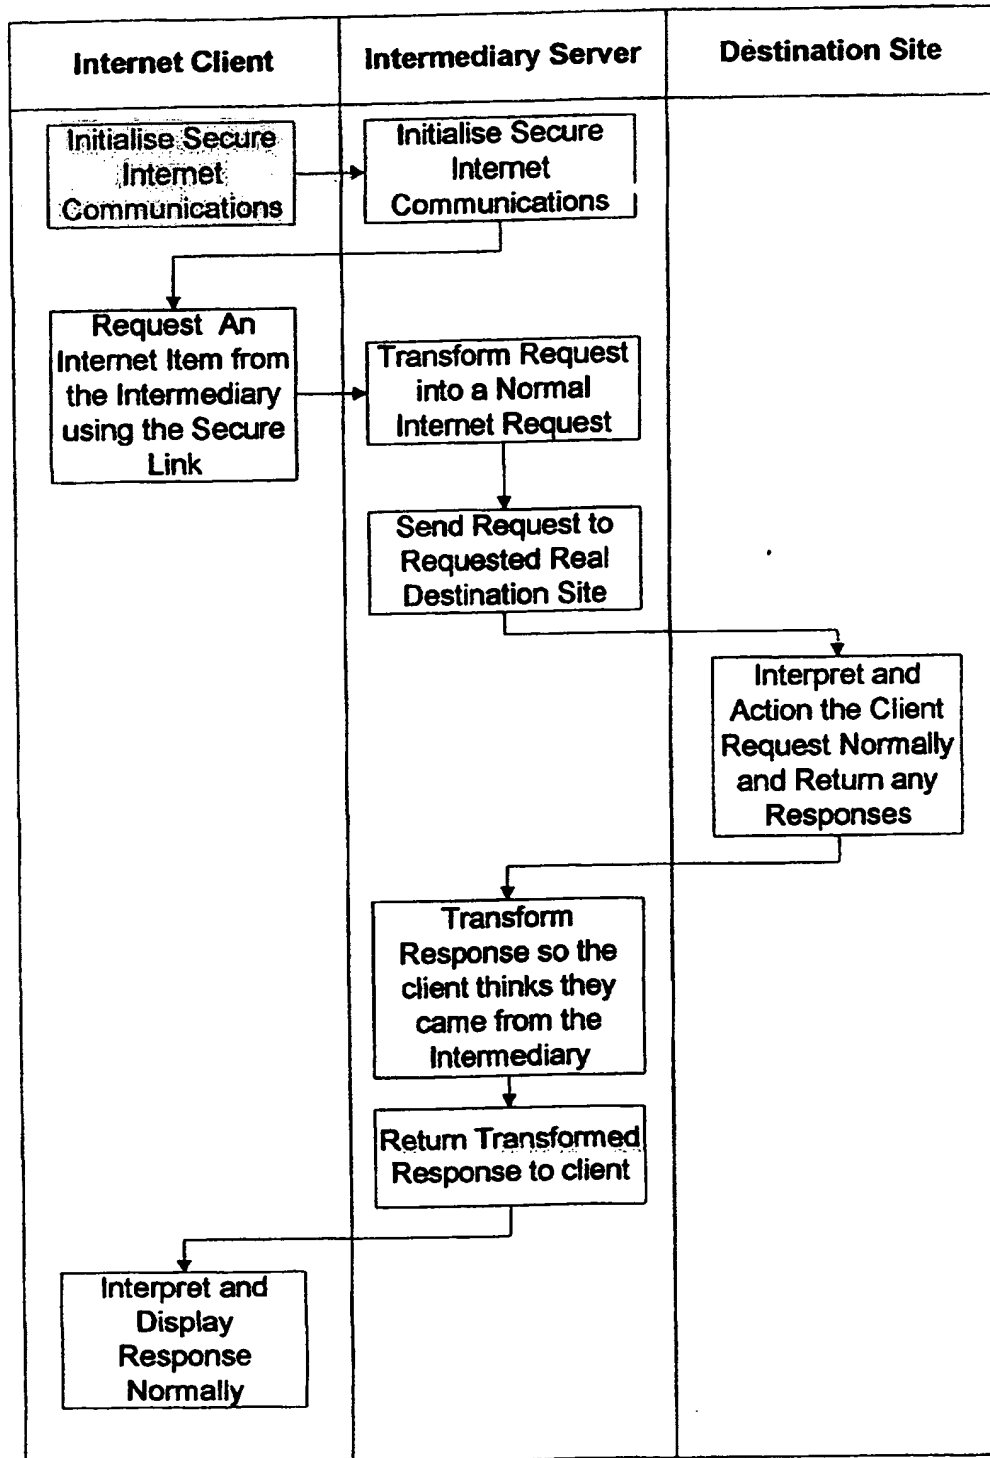 Internet Client
Intermediary Server
Destination Site
Initialise Secure
Internet
Communications
Initialise Secure
Internet
Communications
Request An
Internet Item from
the Intermediary
using the Secure
Link
Transform Request
into a Normal
Internet Request
Send Request to
Requested Real
Destination Site
Interpret and
Action the Client
Request Normally
and Return any
Responses
Transform
Response so the
client thinks they
came from the
Intermediary
Return Transformed
Response to client
Interpret and
Display
Response
Normally